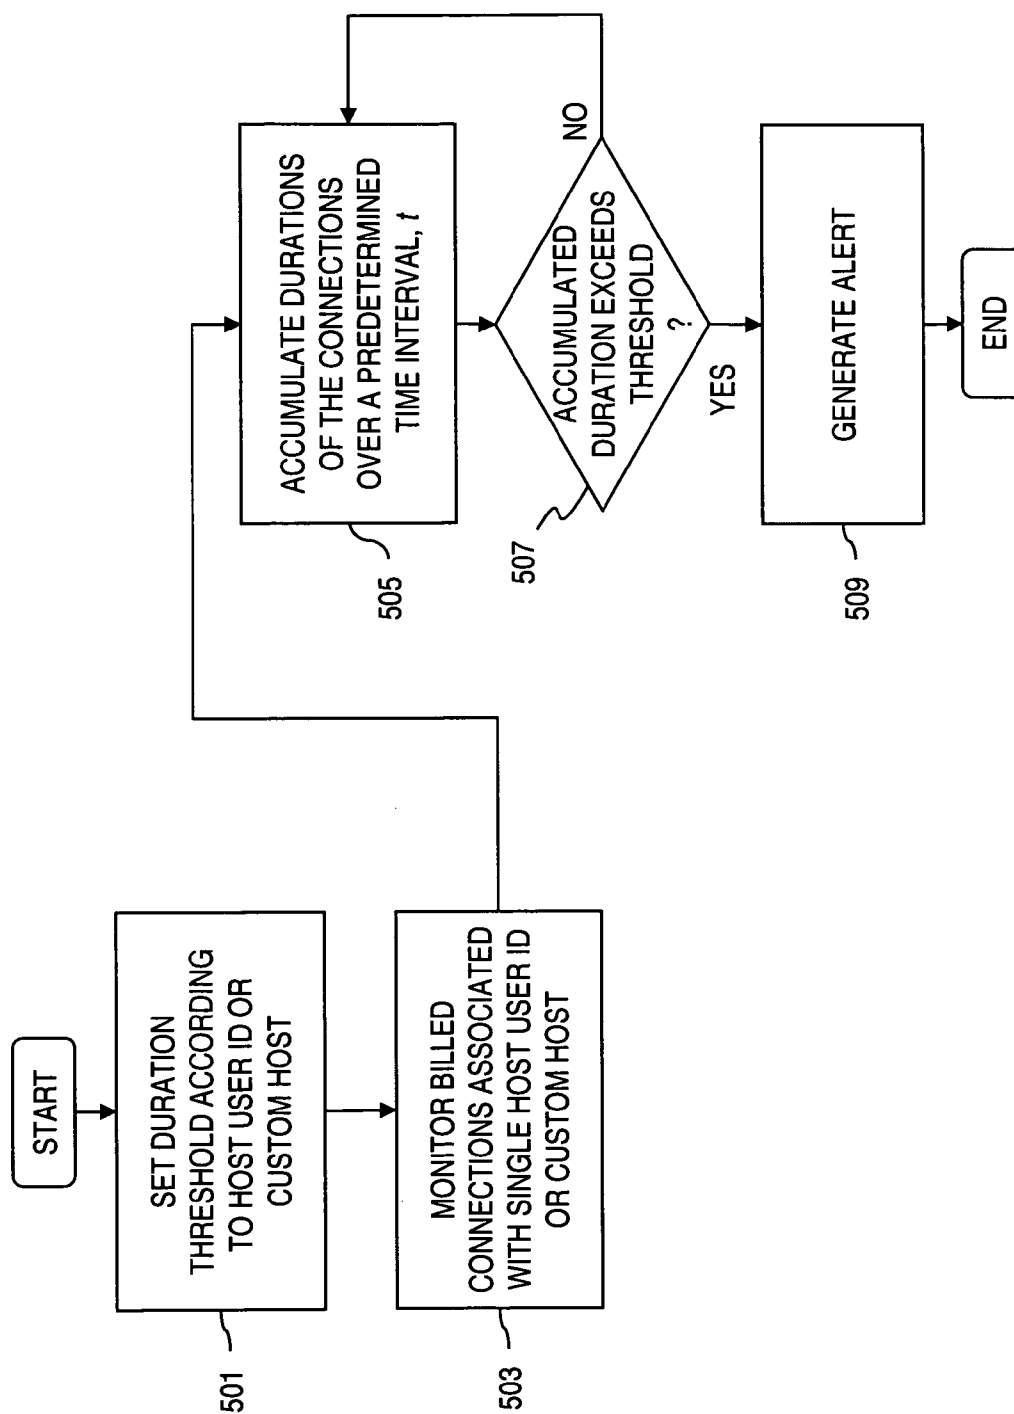 START
SET DURATION
THRESHOLD ACCORDING
TO HOST USER ID OR
CUSTOM HOST
501
MONITOR BILLED
CONNECTIONS ASSOCIATED
WITH SINGLE HOST USER ID
OR CUSTOM HOST
503
ACCUMULATE DURATIONS
OF THE CONNECTIONS
OVER A PREDETERMINED
TIME INTERVAL, t
505
ACCUMULATED
DURATION EXCEEDS
THRESHOLD
?
507
NO
YES
GENERATE ALERT
509
END